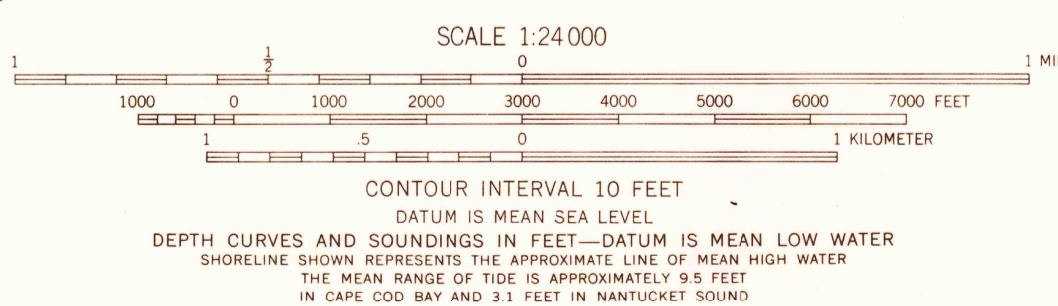 SCALE 1:24 000
1 ½ 0 1 MI
1000 0 1000 2000 3000 4000 5000 6000 7000 FEET
1 .5 0 1 KILOMETER
CONTOUR INTERVAL 10 FEET
DATUM IS MEAN SEA LEVEL
DEPTH CURVES AND SOUNDINGS IN FEET—DATUM IS MEAN LOW WATER
SHORELINE SHOWN REPRESENTS THE APPROXIMATE LINE OF MEAN HIGH WATER
THE MEAN RANGE OF TIDE IS APPROXIMATELY 9.5 FEET
IN CAPE COD BAY AND 3.1 FEET IN NANTUCKET SOUND